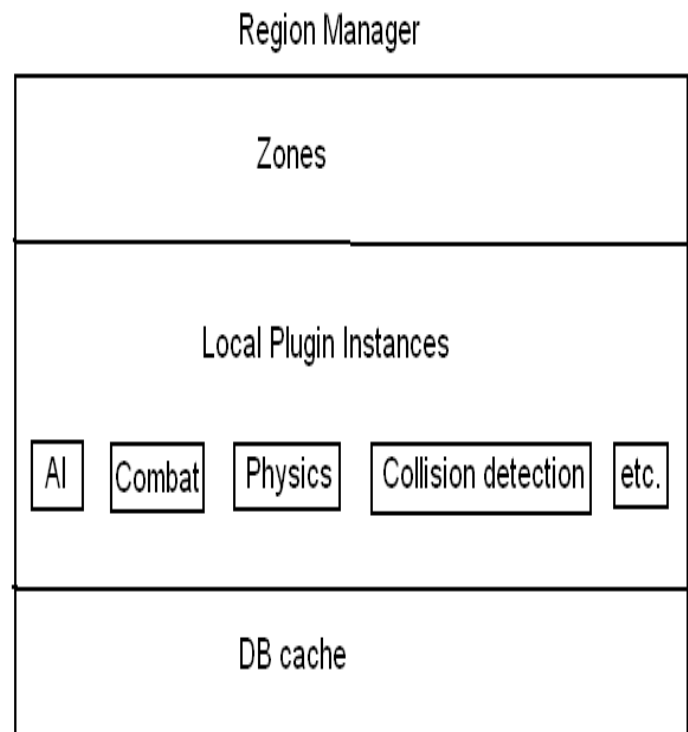 Region Manager
Zones
Local Plugin Instances
AI
Combat
Physics
Collision detection
etc.
DB cache